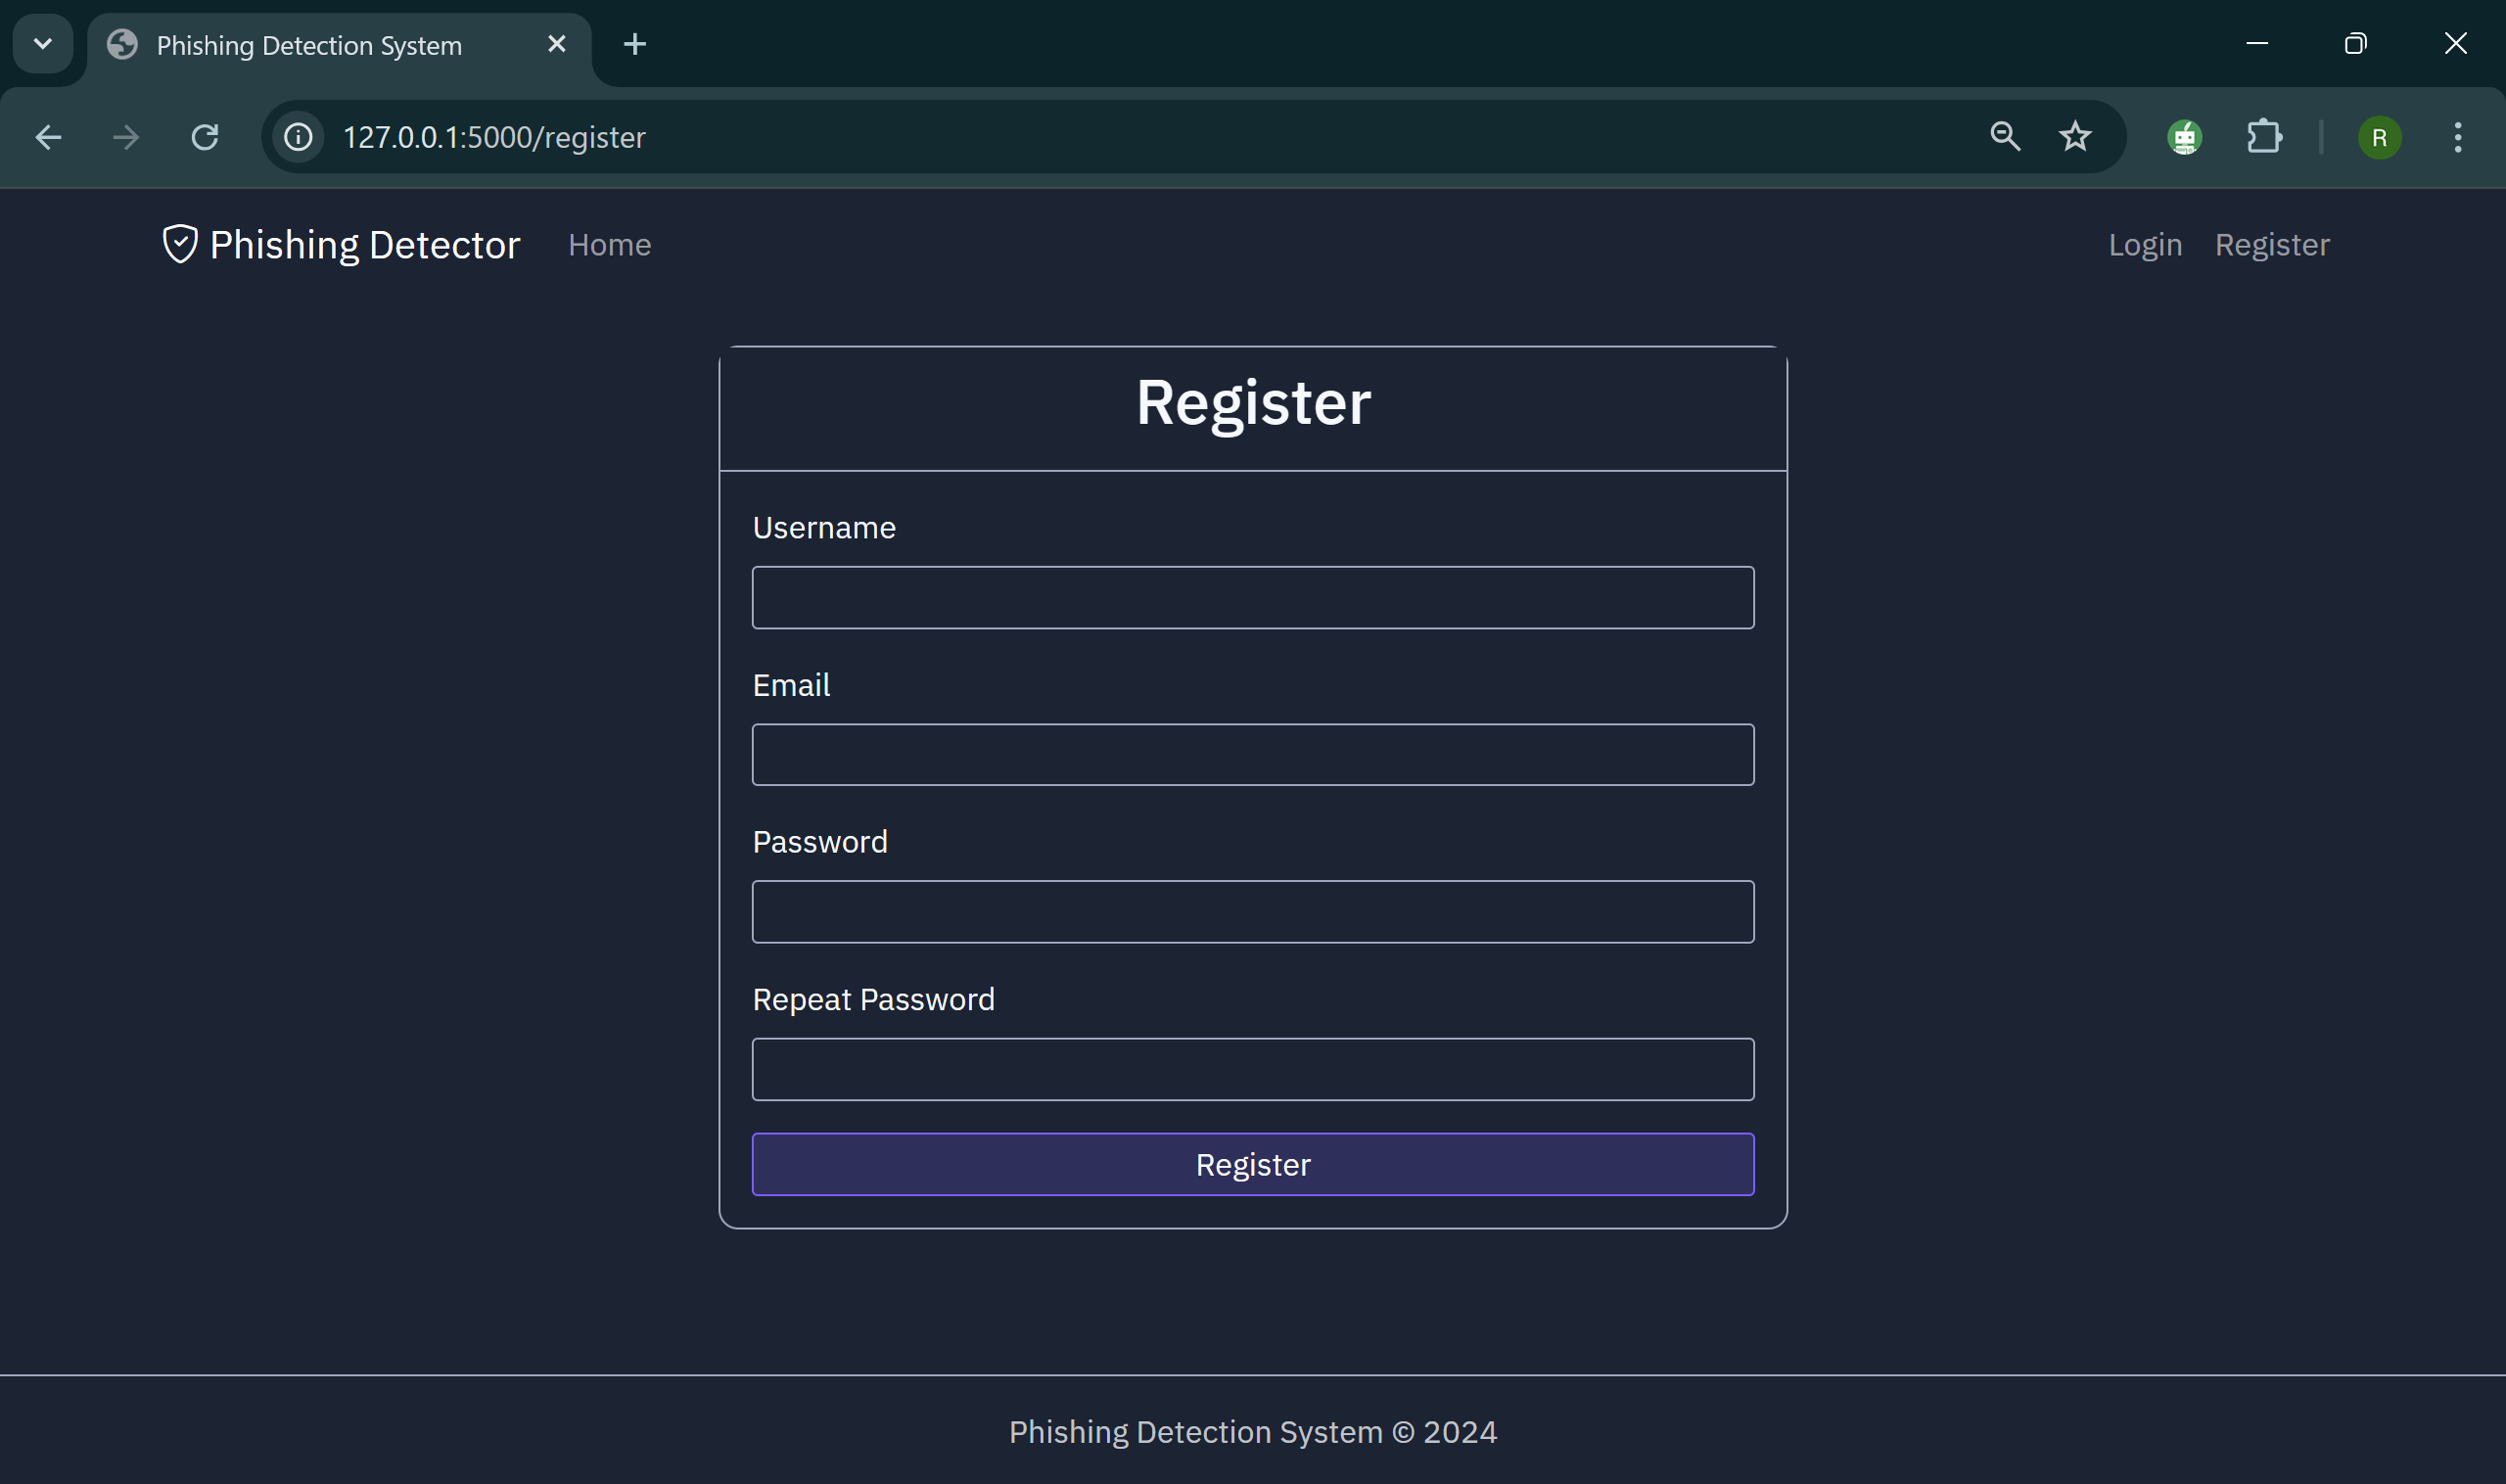 Phishing Detection System
127.0.0.1:5000/register
R
Phishing Detector Home Login Register
Register
Username
Email
Password
Repeat Password
Register
Phishing Detection System © 2024